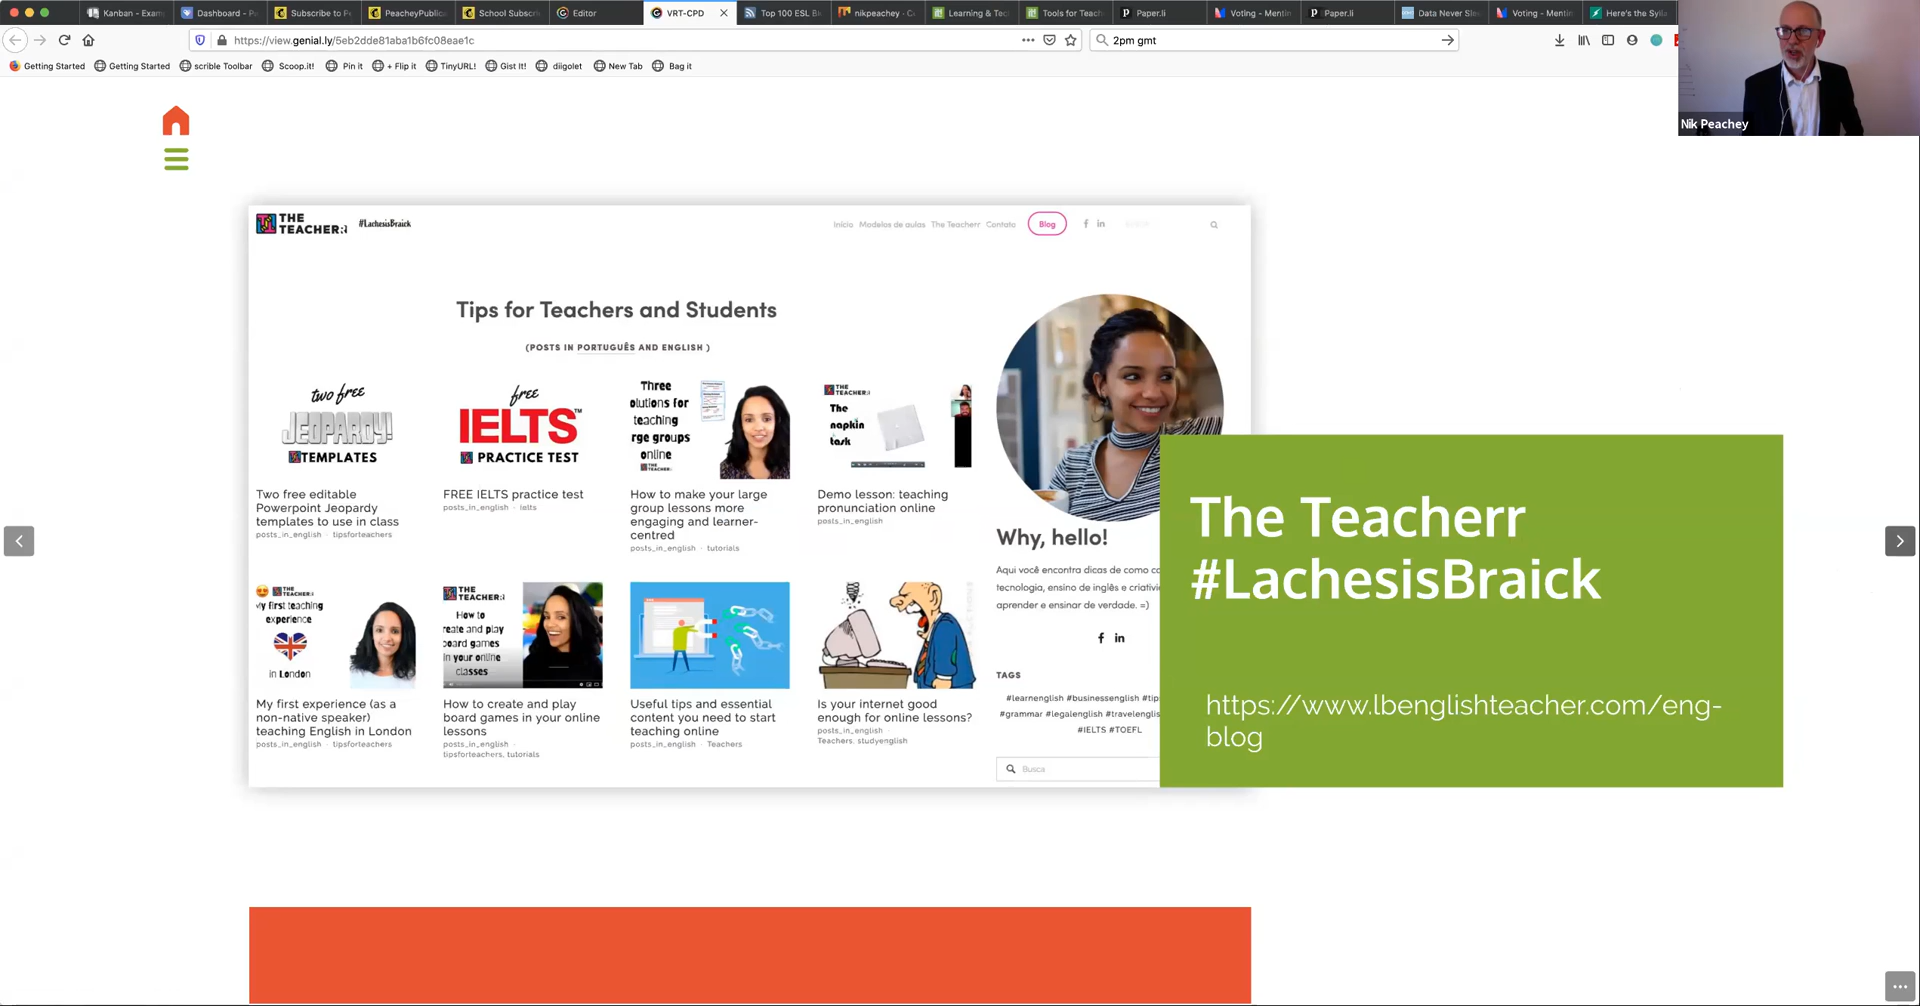 Kanban - Exam
Dashboard - P
Subscribe to P
PeacheyPublic
School Subscri
Editor
VRT-CPD
Top 100 ESL Bl
nikpeachey - C
Learning & Tec
Tools for Teach
Paper.li
Voting - Mentin
Paper.li
Data Never Sle
Voting - Mentin
Here's the Sylla
https://view.genial.ly/5eb2dde81aba1b6fc08eae1c
2pm gmt
Getting Started
Getting Started
scrible Toolbar
Scoop.it!
Pin it
+ Flip it
TinyURL!
Gist It!
diigolet
New Tab
Bag it
Nik Peachey
THE
TEACHER
#LachesisBraick
Início Modelos de aulas The Teacherr Contato Blog
Tips for Teachers and Students
(POSTS IN PORTUGUÊS AND ENGLISH )
two free
JEOPARDY!
TEMPLATES
Two free editable
Powerpoint Jeopardy
templates to use in class
posts_in_english · tipsforteachers
free
IELTS™
PRACTICE TEST
FREE IELTS practice test
posts_in_english · ielts
Three
olutions for
teaching
rge groups
online
How to make your large
group lessons more
engaging and learner-
centred
posts_in_english · tutorials
The
napkin
task
Demo lesson: teaching
pronunciation online
posts_in_english
My first teaching
experience
in London
My first experience (as a
non-native speaker)
teaching English in London
posts_in_english · tipsforteachers
THE
TEACHER
How to
reate and play
board games
in your online
classes
How to create and play
board games in your online
lessons
posts_in_english ·
tipsforteachers, tutorials
Useful tips and essential
content you need to start
teaching online
posts_in_english · Teachers
Is your internet good
enough for online lessons?
posts_in_english ·
Teachers, studyenglish
Why, hello!
Aqui você encontra dicas de como co
tecnologia, ensino de inglês e criativi
aprender e ensinar de verdade. =)
TAGS
#learnenglish #businessenglish #tip
#grammar #legalenglish #travelenglish
#IELTS #TOEFL
Busca
The Teacherr
#LachesisBraick
https://www.lbenglishteacher.com/eng-
blog